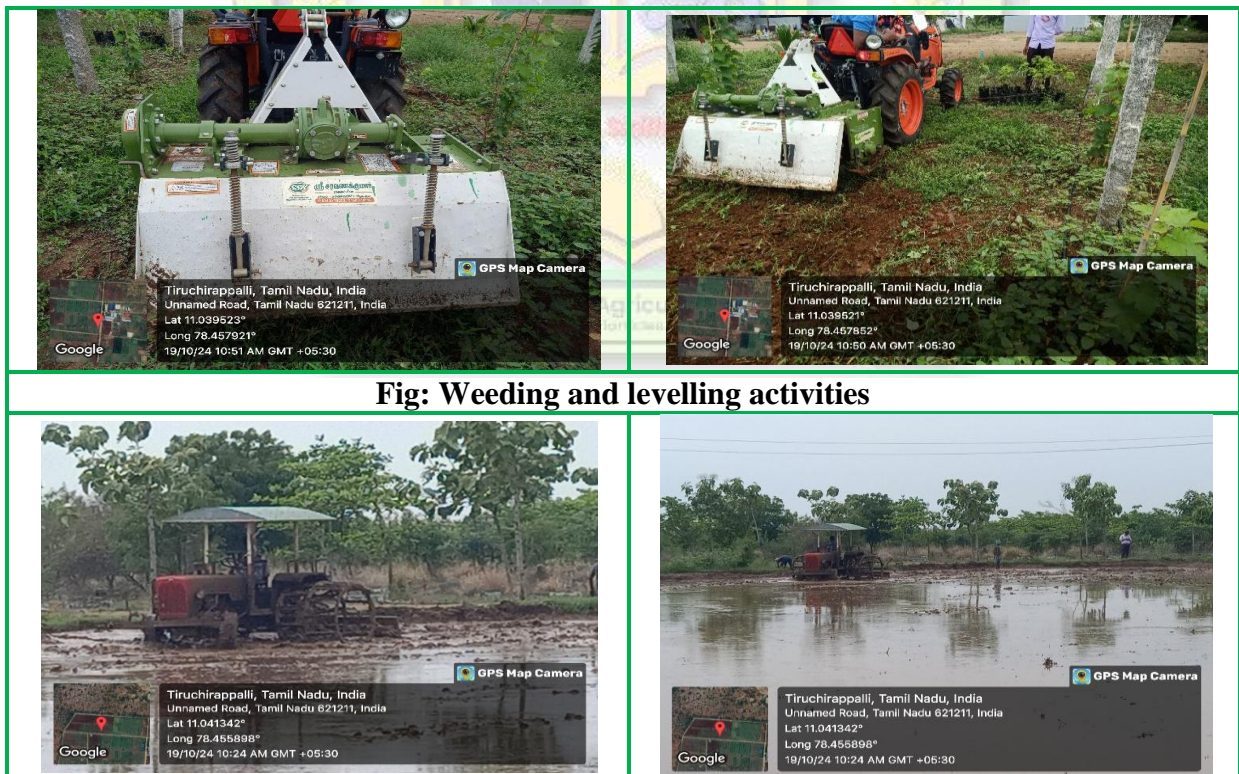 ஸ்ரீ சரவணக்குமரன்
GPS Map Camera
Google
Tiruchirappalli, Tamil Nadu, India
Unnamed Road, Tamil Nadu 621211, India
Lat 11.039523°
Long 78.457921°
19/10/24 10:51 AM GMT +05:30
GPS Map Camera
Google
Tiruchirappalli, Tamil Nadu, India
Unnamed Road, Tamil Nadu 621211, India
Lat 11.039521°
Long 78.457852°
19/10/24 10:50 AM GMT +05:30
Fig: Weeding and levelling activities
GPS Map Camera
Google
Tiruchirappalli, Tamil Nadu, India
Unnamed Road, Tamil Nadu 621211, India
Lat 11.041342°
Long 78.455898°
19/10/24 10:24 AM GMT +05:30
GPS Map Camera
Google
Tiruchirappalli, Tamil Nadu, India
Unnamed Road, Tamil Nadu 621211, India
Lat 11.041342°
Long 78.455898°
19/10/24 10:24 AM GMT +05:30